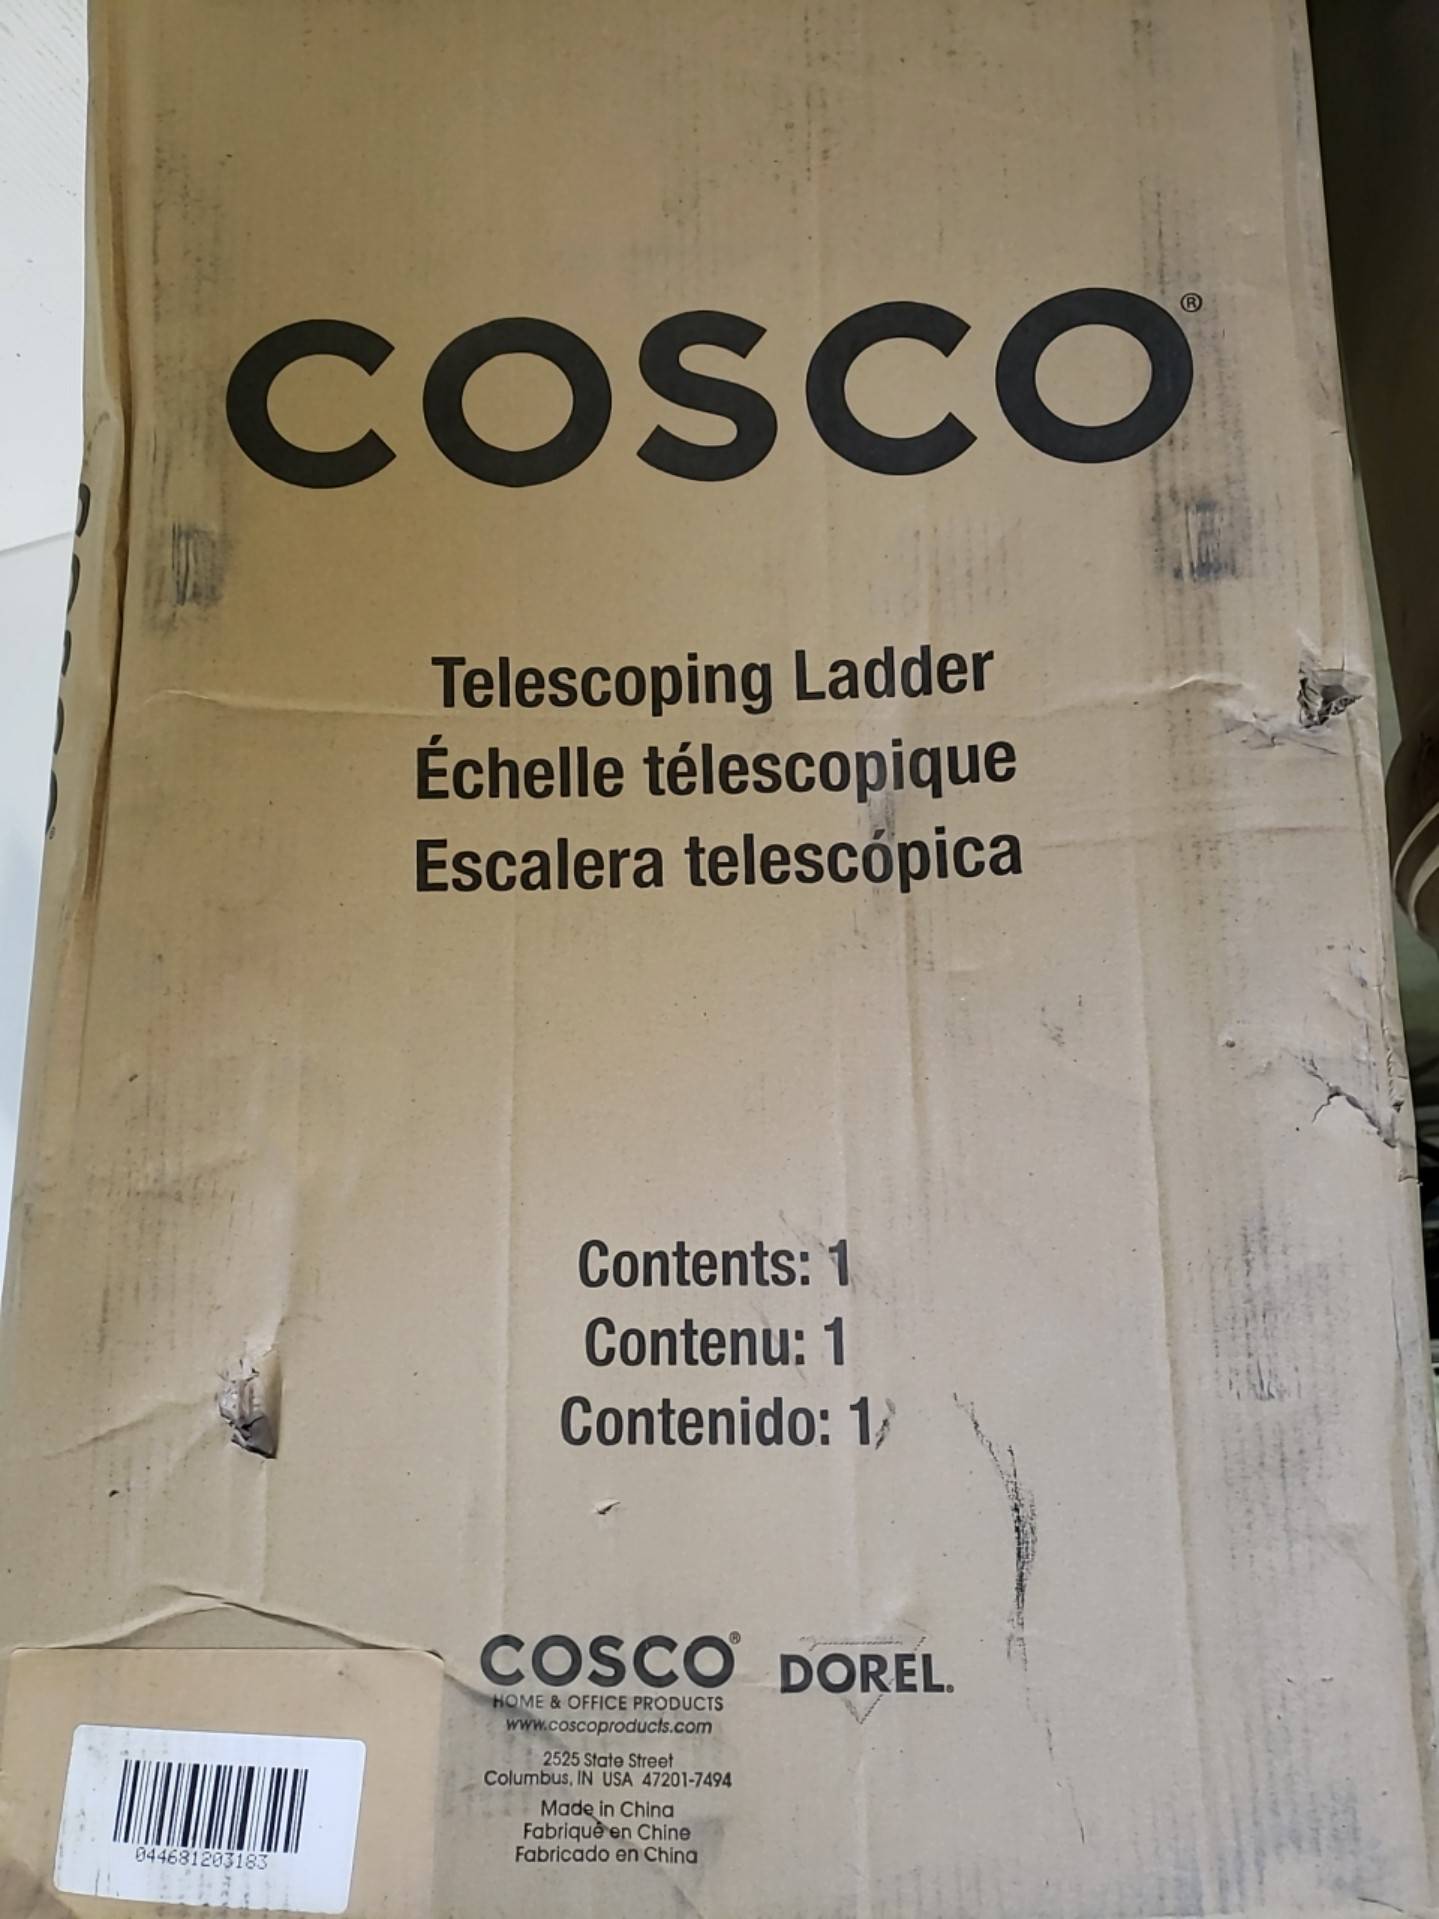 COSCO®
Telescoping Ladder
Échelle télescopique
Escalera telescópica
Contents: 1
Contenu: 1
Contenido: 1
COSCO®
HOME & OFFICE PRODUCTS
www.coscoproducts.com
DOREL®
2525 State Street
Columbus, IN USA 47201-7494
Made in China
Fabriqué en Chine
Fabricado en China
044681203183